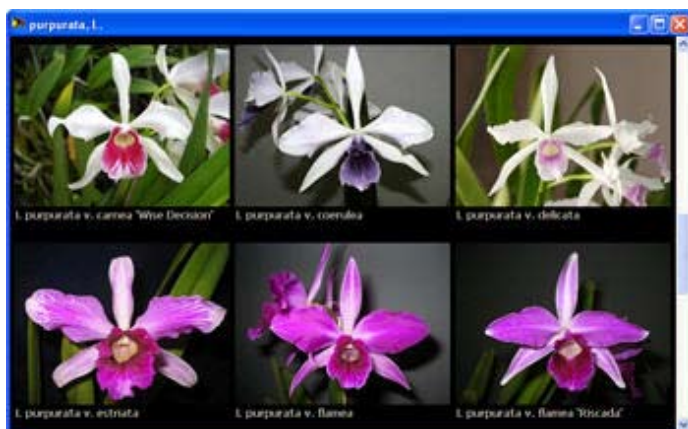 purpurata, L.
L purpurata v. carnea "Wise Decision"
L purpurata v. coerulea
L purpurata v. delicata
L purpurata v. estriata
L purpurata v. flamea
L purpurata v. flamea "Riscada"